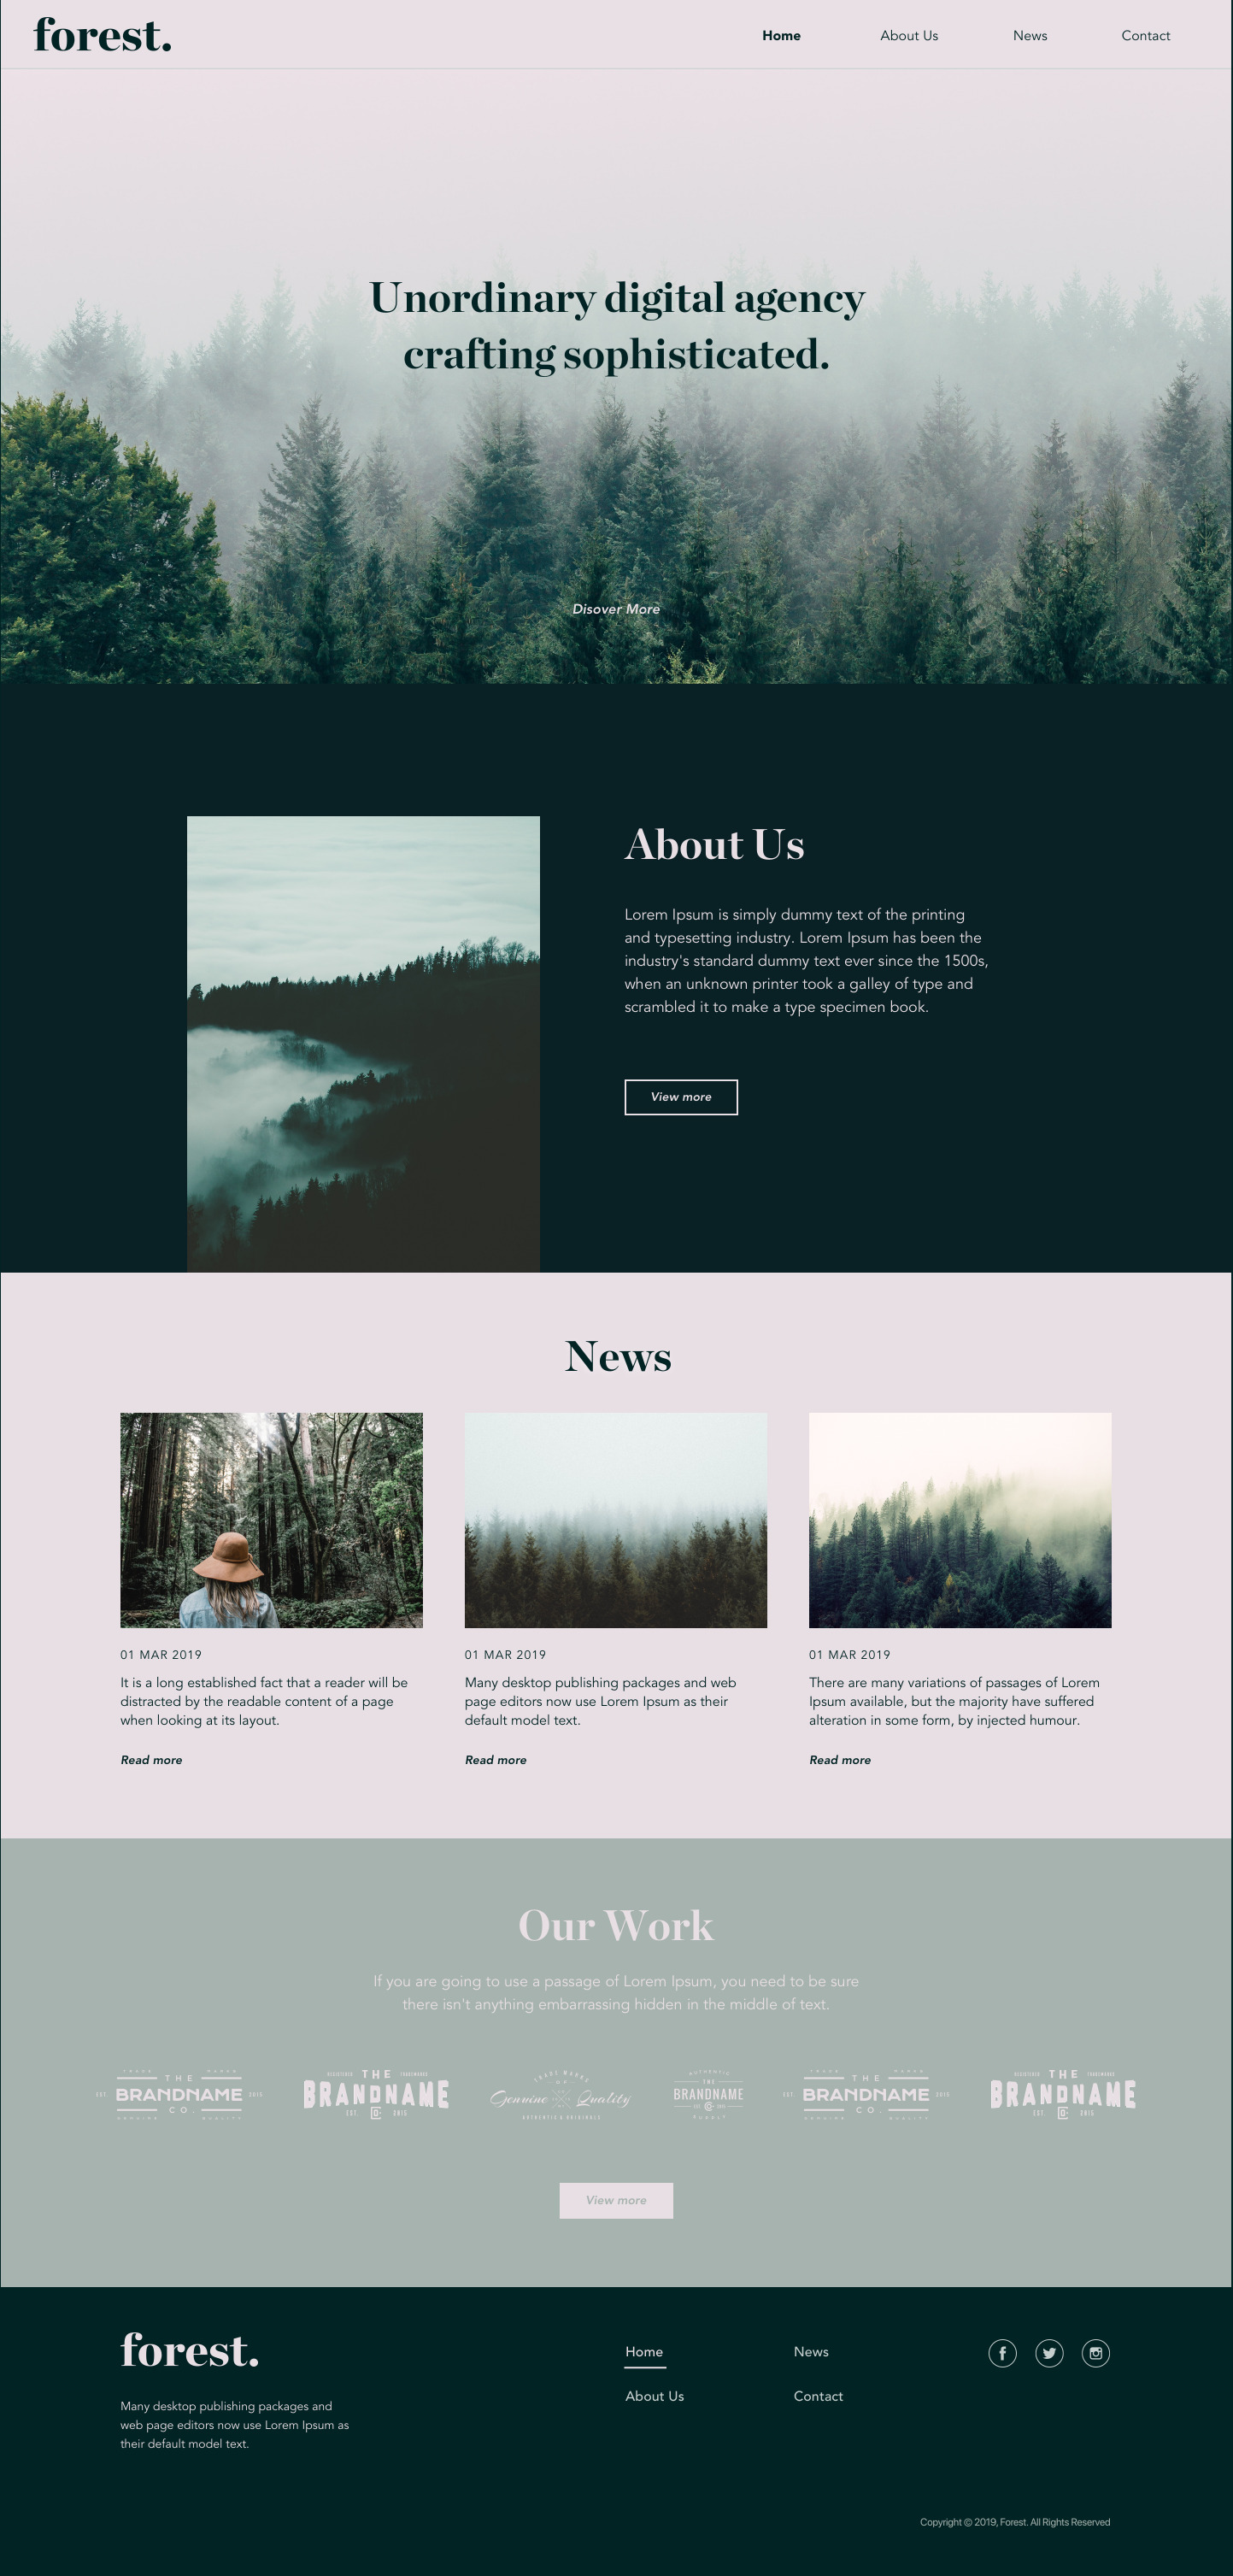 forest.
Home
About Us
News
Contact
Unordinary digital agency
crafting sophisticated.
Disover More
About Us
Lorem Ipsum is simply dummy text of the printing
and typesetting industry. Lorem Ipsum has been the
industry's standard dummy text ever since the 1500s,
when an unknown printer took a galley of type and
scrambled it to make a type specimen book.
View more
News
01 MAR 2019
It is a long established fact that a reader will be
distracted by the readable content of a page
when looking at its layout.
Read more
01 MAR 2019
Many desktop publishing packages and web
page editors now use Lorem Ipsum as their
default model text.
Read more
01 MAR 2019
There are many variations of passages of Lorem
Ipsum available, but the majority have suffered
alteration in some form, by injected humour.
Read more
Our Work
If you are going to use a passage of Lorem Ipsum, you need to be sure
there isn't anything embarrassing hidden in the middle of text.
THE
EST. BRANDNAME 2015
CO.
THE
BRANDNAME
EST. CO 2015
TRADE MARKS
Genuine Quality
AUTHENTIC & ORIGINALS
AUTHENTIC
THE
BRANDNAME
THE
EST. BRANDNAME 2015
CO.
THE
BRANDNAME
EST. CO 2015
View more
forest.
Many desktop publishing packages and
web page editors now use Lorem Ipsum as
their default model text.
Home
News
About Us
Contact
Copyright © 2019, Forest. All Rights Reserved